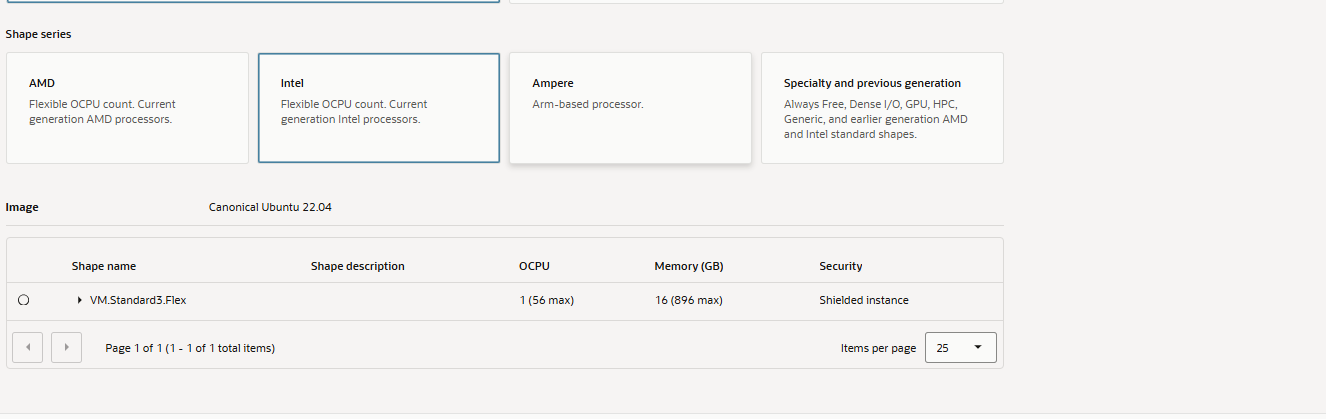 Shape series
AMD
Flexible OCPU count. Current
generation AMD processors.
Intel
Flexible OCPU count. Current
generation Intel processors.
Ampere
Arm-based processor.
Specialty and previous generation
Always Free, Dense I/O, GPU, HPC,
Generic, and earlier generation AMD
and Intel standard shapes.
Image Canonical Ubuntu 22.04
Shape name Shape description OCPU Memory (GB) Security
VM.Standard3.Flex 1 (56 max) 16 (896 max) Shielded instance
Page 1 of 1 (1 - 1 of 1 total items) Items per page 25